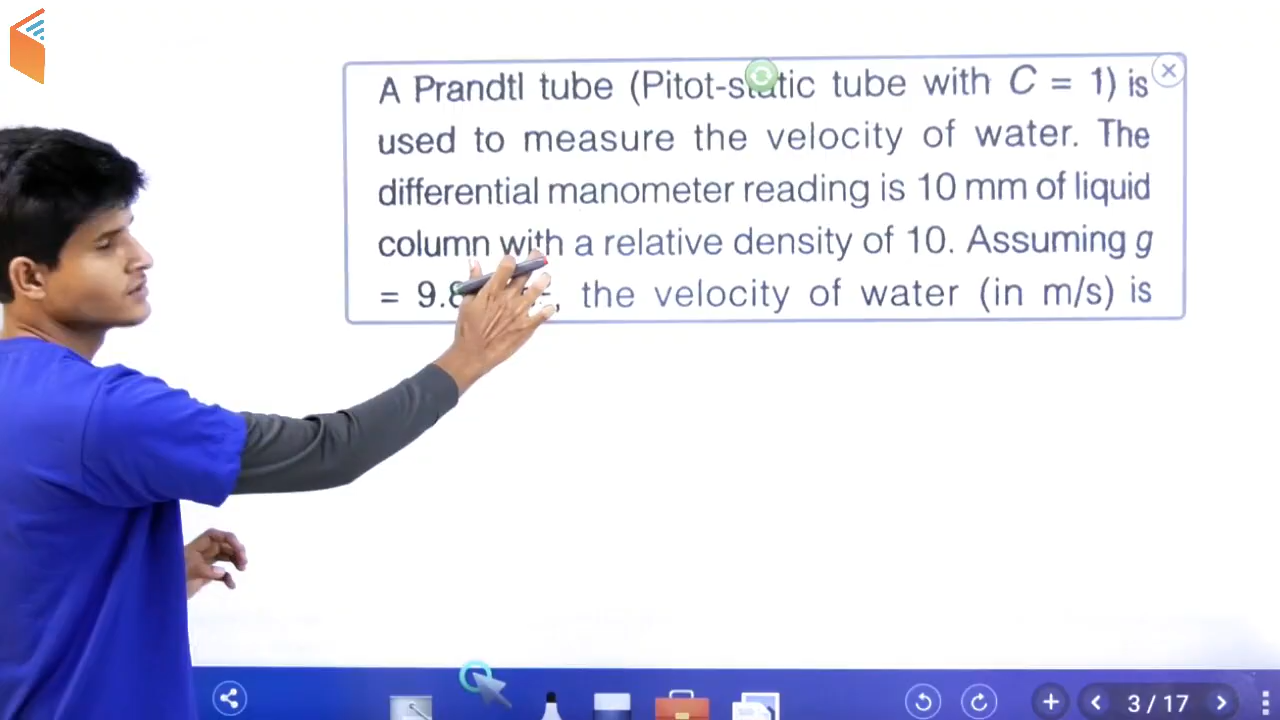 A Prandtl tube (Pitot-static tube with C = 1) is
used to measure the velocity of water. The
differential manometer reading is 10 mm of liquid
column with a relative density of 10. Assuming g
= the velocity of water (in m/s) is
3 / 17